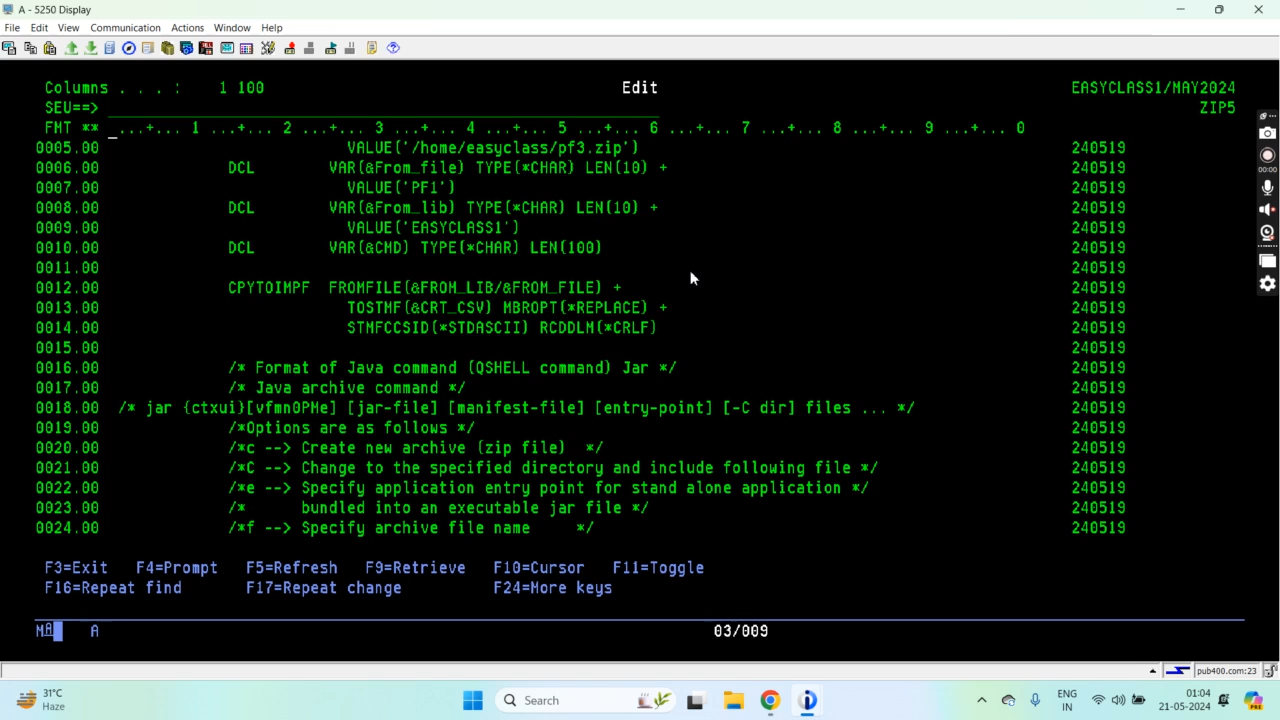 A - 5250 Display
File Edit View Communication Actions Window Help
Columns . . . : 1 100 Edit EASYCLASS1/MAY2024
SEU==> ZIP5
FMT ** ...+... 1 ...+... 2 ...+... 3 ...+... 4 ...+... 5 ...+... 6 ...+... 7 ...+... 8 ...+... 9 ...+... 0
0005.00 VALUE('/home/easyclass/pf3.zip') 240519
0006.00 DCL VAR(&From_file) TYPE(*CHAR) LEN(10) + 240519
0007.00 VALUE('PF1') 240519
0008.00 DCL VAR(&From_lib) TYPE(*CHAR) LEN(10) + 240519
0009.00 VALUE('EASYCLASS1') 240519
0010.00 DCL VAR(&CMD) TYPE(*CHAR) LEN(100) 240519
0011.00 240519
0012.00 CPYTOIMPF FROMFILE(&FROM_LIB/&FROM_FILE) + 240519
0013.00 TOSTMF(&CRT_CSV) MBROPT(*REPLACE) + 240519
0014.00 STMFCCSID(*STDASCII) RCDDLM(*CRLF) 240519
0015.00 240519
0016.00 /* Format of Java command (QSHELL command) Jar */ 240519
0017.00 /* Java archive command */ 240519
0018.00 /* jar {ctxui}[vfmn0PMe] [jar-file] [manifest-file] [entry-point] [-C dir] files ... */ 240519
0019.00 /*Options are as follows */ 240519
0020.00 /*c --> Create new archive (zip file) */ 240519
0021.00 /*C --> Change to the specified directory and include following file */ 240519
0022.00 /*e --> Specify application entry point for stand alone application */ 240519
0023.00 /* bundled into an executable jar file */ 240519
0024.00 /*f --> Specify archive file name */ 240519
F3=Exit F4=Prompt F5=Refresh F9=Retrieve F10=Cursor F11=Toggle
F16=Repeat find F17=Repeat change F24=More keys
A 03/009
pub400.com:23
31°C
Haze
Search
ENG
IN
01:04
21-05-2024
00:00